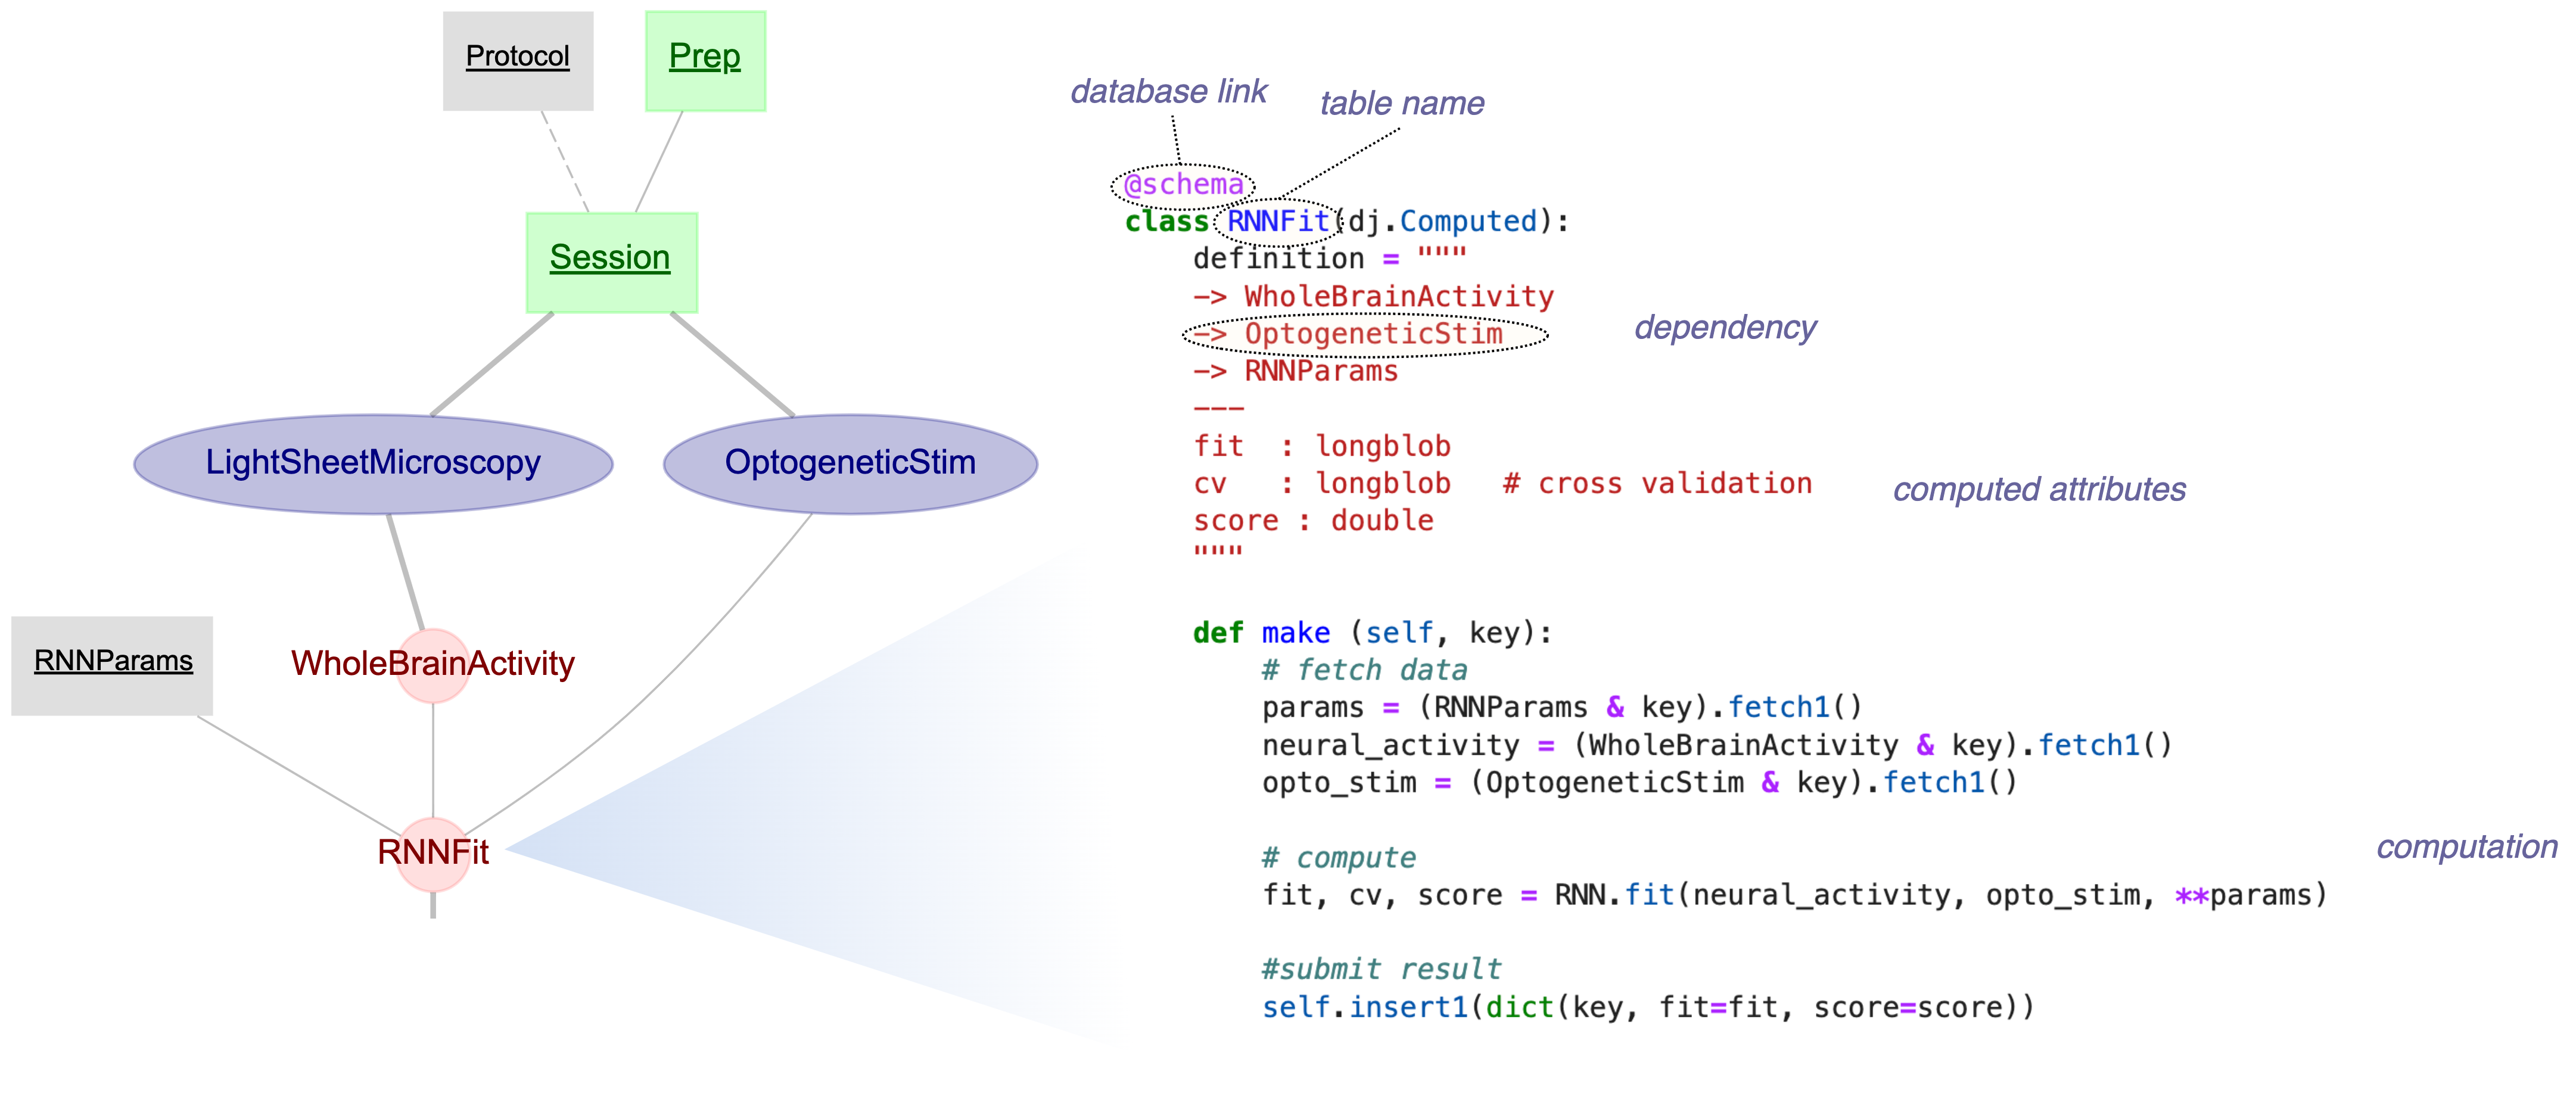 Protocol
Prep
Session
LightSheetMicroscopy
OptogeneticStim
RNNParams
WholeBrainActivity
RNNFit
database link
table name
@schema
class RNNFit(dj.Computed):
definition = """
-> WholeBrainActivity
-> OptogeneticStim
dependency
-> RNNParams
---
fit : longblob
cv : longblob # cross validation
computed attributes
score : double
"""
def make (self, key):
# fetch data
params = (RNNParams & key).fetch1()
neural_activity = (WholeBrainActivity & key).fetch1()
opto_stim = (OptogeneticStim & key).fetch1()
# compute
computation
fit, cv, score = RNN.fit(neural_activity, opto_stim, **params)
#submit result
self.insert1(dict(key, fit=fit, score=score))